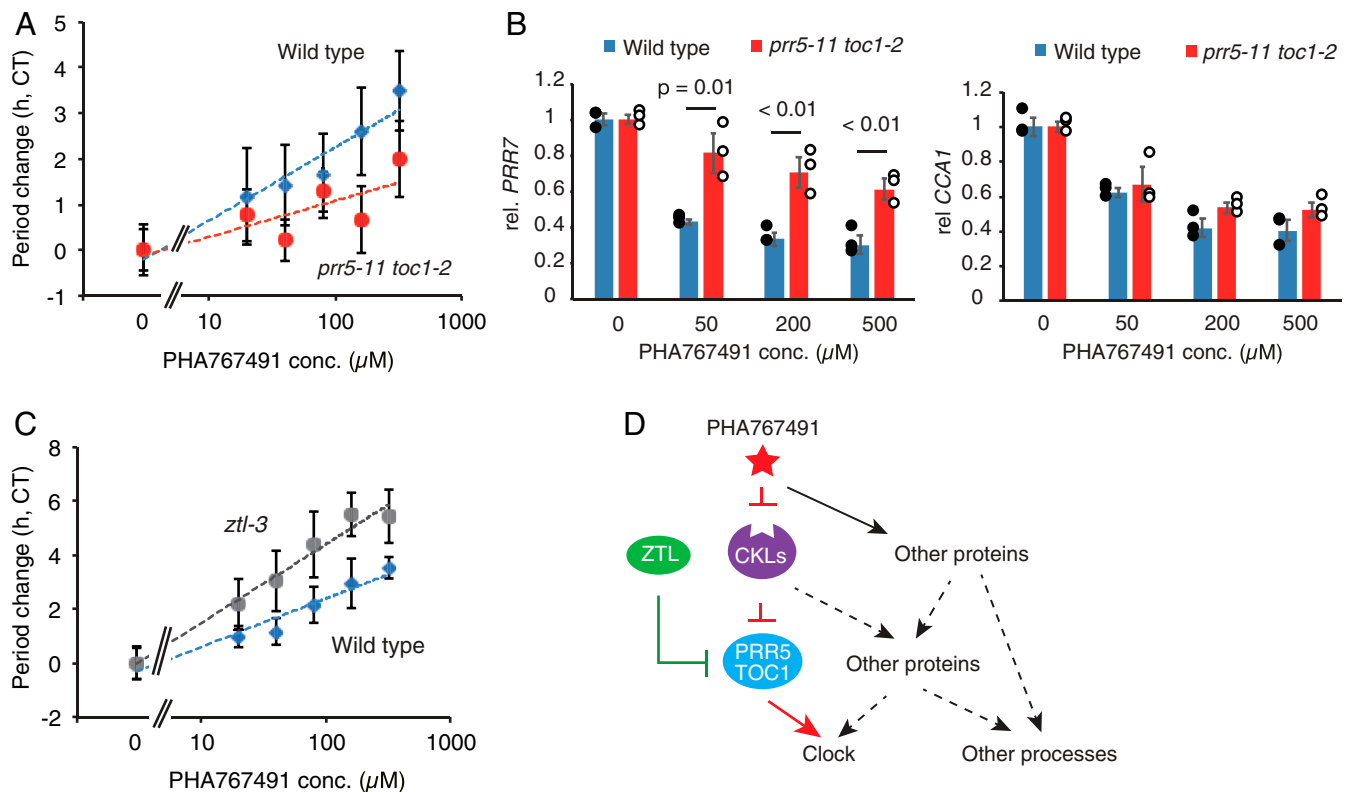 A
Period change (h, CT)
5
4
3
2
1
0
-1
Wild type
prr5-11 toc1-2
0
10
100
1000
PHA767491 conc. (µM)
B
Wild type
prr5-11 toc1-2
rel. PRR7
1.2
1
0.8
0.6
0.4
0.2
0
p = 0.01
< 0.01
< 0.01
0
50
200
500
PHA767491 conc. (µM)
Wild type
prr5-11 toc1-2
rel CCA1
1.2
1
0.8
0.6
0.4
0.2
0
0
50
200
500
PHA767491 conc. (µM)
C
Period change (h, CT)
8
6
4
2
0
-2
ztl-3
Wild type
0
10
100
1000
PHA767491 conc. (µM)
D
PHA767491
ZTL
CKLs
Other proteins
PRR5
TOC1
Other proteins
Clock
Other processes